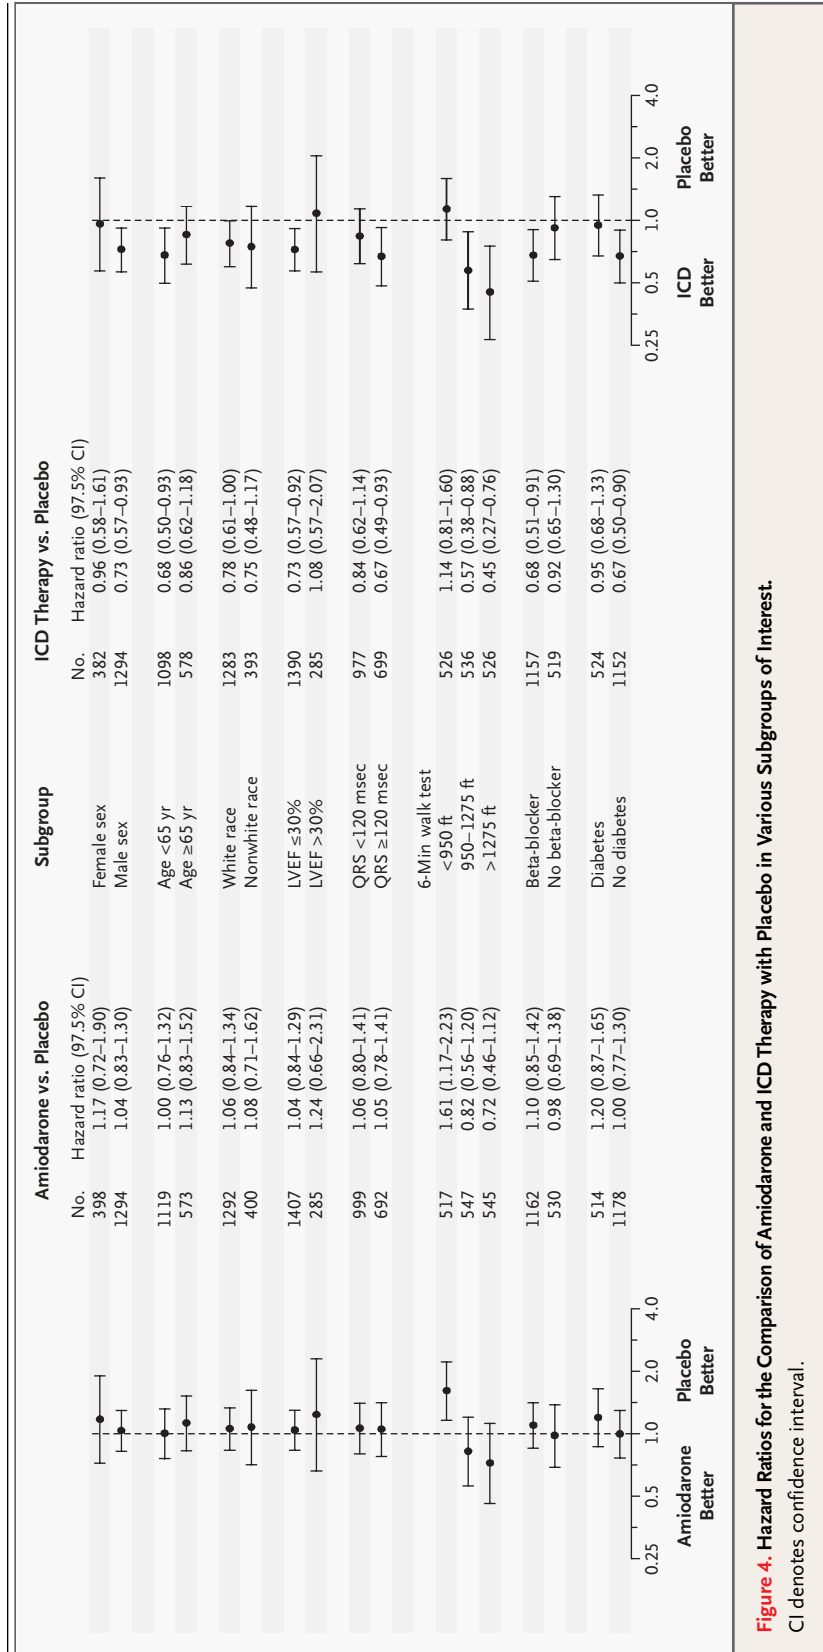 Amiodarone vs. Placebo Subgroup ICD Therapy vs. Placebo
No. Hazard ratio (97.5% CI) No. Hazard ratio (97.5% CI)
398 1.17 (0.72–1.90) Female sex 382 0.96 (0.58–1.61)
1294 1.04 (0.83–1.30) Male sex 1294 0.73 (0.57–0.93)
1119 1.00 (0.76–1.32) Age <65 yr 1098 0.68 (0.50–0.93)
573 1.13 (0.83–1.52) Age ≥65 yr 578 0.86 (0.62–1.18)
1292 1.06 (0.84–1.34) White race 1283 0.78 (0.61–1.00)
400 1.08 (0.71–1.62) Nonwhite race 393 0.75 (0.48–1.17)
1407 1.04 (0.84–1.29) LVEF ≤30% 1390 0.73 (0.57–0.92)
285 1.24 (0.66–2.31) LVEF >30% 285 1.08 (0.57–2.07)
999 1.06 (0.80–1.41) QRS <120 msec 977 0.84 (0.62–1.14)
692 1.05 (0.78–1.41) QRS ≥120 msec 699 0.67 (0.49–0.93)
6-Min walk test
517 1.61 (1.17–2.23) <950 ft 526 1.14 (0.81–1.60)
547 0.82 (0.56–1.20) 950–1275 ft 536 0.57 (0.38–0.88)
545 0.72 (0.46–1.12) >1275 ft 526 0.45 (0.27–0.76)
1162 1.10 (0.85–1.42) Beta-blocker 1157 0.68 (0.51–0.91)
530 0.98 (0.69–1.38) No beta-blocker 519 0.92 (0.65–1.30)
514 1.20 (0.87–1.65) Diabetes 524 0.95 (0.68–1.33)
1178 1.00 (0.77–1.30) No diabetes 1152 0.67 (0.50–0.90)
0.25 0.5 1.0 2.0 4.0 0.25 0.5 1.0 2.0 4.0
Amiodarone Placebo ICD Placebo
Better Better Better Better
Figure 4. Hazard Ratios for the Comparison of Amiodarone and ICD Therapy with Placebo in Various Subgroups of Interest.
CI denotes confidence interval.